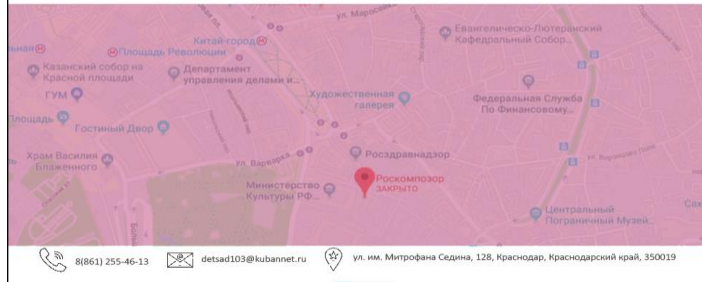 ул. Маросейка
Евангелическо-Лютеранский
Кафедральный Собор...
Китай-город
Площадь Революции
Казанский собор на
Красной площади
Департамент
управления делами и...
ГУМ
Художественная
галерея
Федеральная Служба
По Финансовому...
Площадь
Гостиный Двор
Храм Василия
Блаженного
ул. Варварка
Росздравнадзор
Министерство
Культуры РФ...
Роскомпозор
ЗАКРЫТО
Центральный
Пограничный Музей...
8(861) 255-46-13
detsad103@kubannet.ru
ул. им. Митрофана Седина, 128, Краснодар, Краснодарский край, 350019